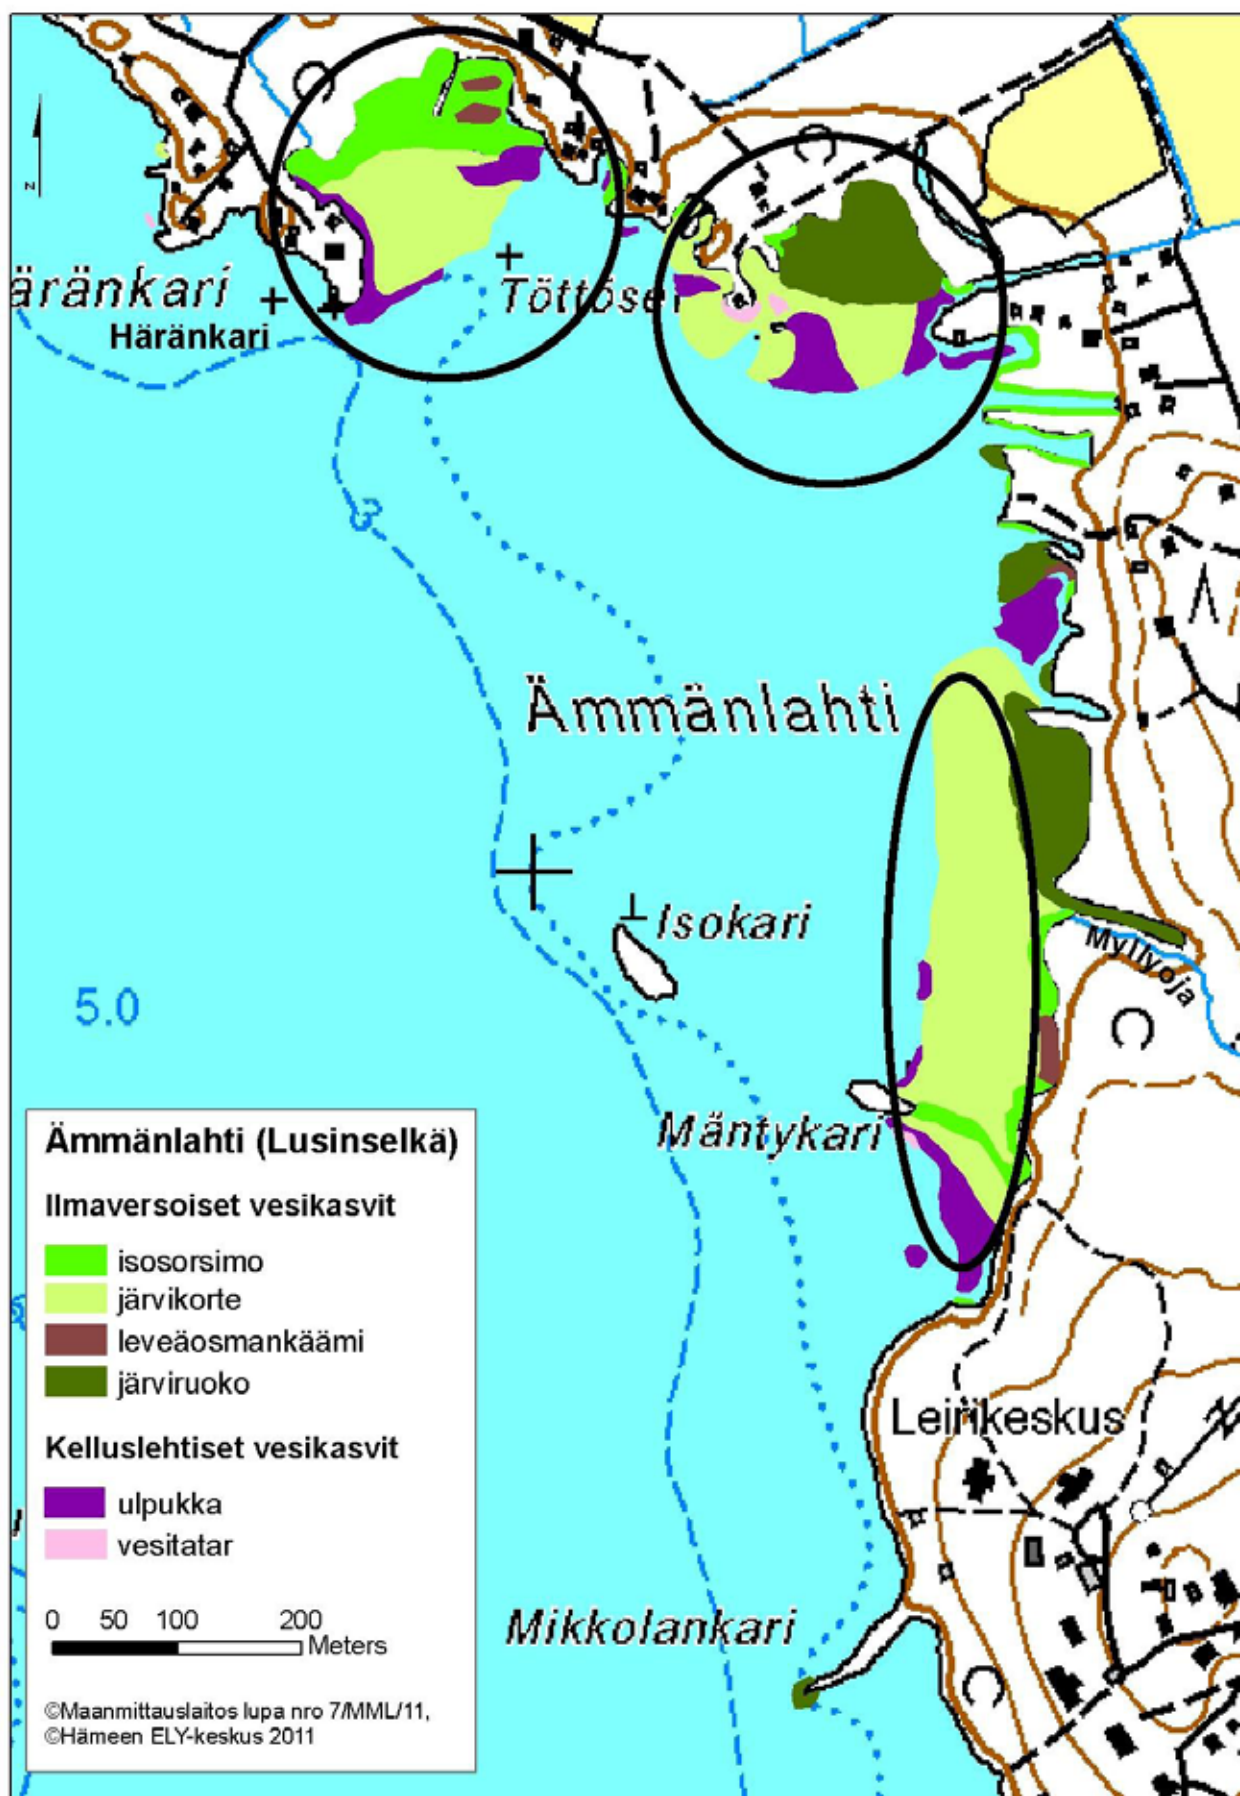 z
äränkari
Häränkari
Ämmänlahti
Isokari
Myllyoja
5.0
Mäntykari
Ämmänlahti (Lusinselkä)
Ilmaversoiset vesikasvit
isosorsimo
järvikorte
leveäosmankäämi
järviruoko
Kelluslehtiset vesikasvit
ulpukka
vesitatar
0 50 100 200
Meters
©Maanmittauslaitos lupa nro 7/MML/11,
©Hämeen ELY-keskus 2011
Leirikeskus
Mikkolankari